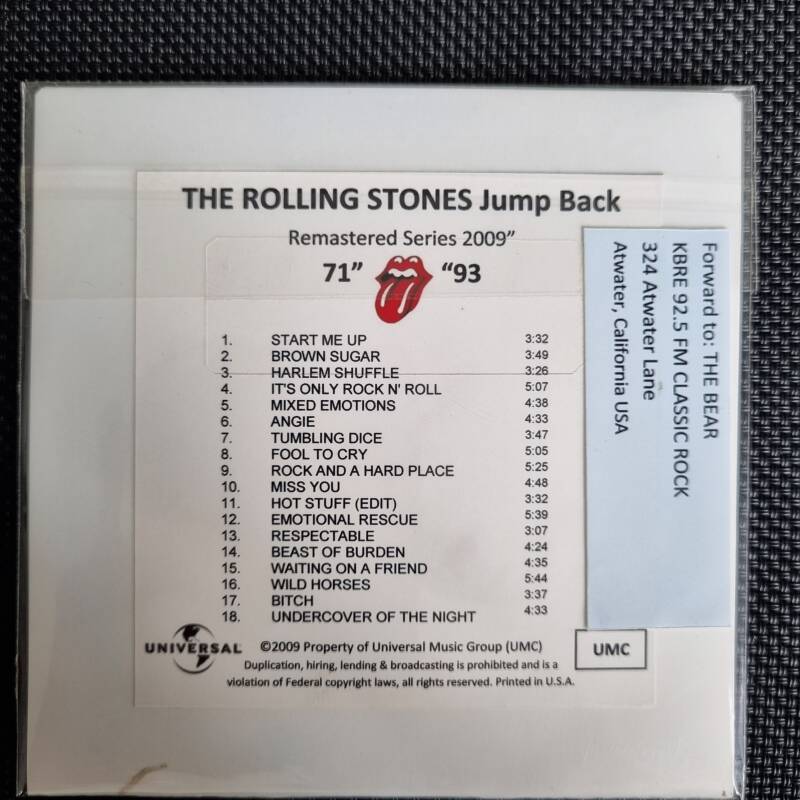 THE ROLLING STONES Jump Back
Remastered Series 2009”
71” “93
1. START ME UP 3:32
2. BROWN SUGAR 3:49
3. HARLEM SHUFFLE 3:26
4. IT'S ONLY ROCK N' ROLL 5:07
5. MIXED EMOTIONS 4:38
6. ANGIE 4:33
7. TUMBLING DICE 3:47
8. FOOL TO CRY 5:05
9. ROCK AND A HARD PLACE 5:25
10. MISS YOU 4:48
11. HOT STUFF (EDIT) 3:32
12. EMOTIONAL RESCUE 5:39
13. RESPECTABLE 3:07
14. BEAST OF BURDEN 4:24
15. WAITING ON A FRIEND 4:35
16. WILD HORSES 5:44
17. BITCH 3:37
18. UNDERCOVER OF THE NIGHT 4:33
UNIVERSAL
©2009 Property of Universal Music Group (UMC)
Duplication, hiring, lending & broadcasting is prohibited and is a
violation of Federal copyright laws, all rights reserved. Printed in U.S.A.
UMC
Forward to: THE BEAR
KBRE 92.5 FM CLASSIC ROCK
324 Atwater Lane
Atwater, California USA